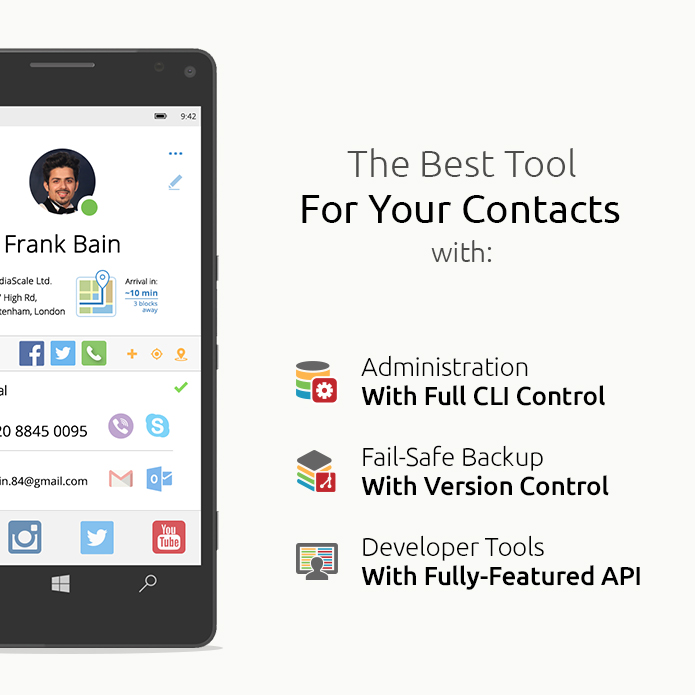 9:42
...
Frank Bain
diaScale Ltd.
High Rd,
tenham, London
Arrival in:
~10 min
3 blocks
away
al
20 8845 0095
in.84@gmail.com
You
Tube
The Best Tool
For Your Contacts
with:
Administration
With Full CLI Control
Fail-Safe Backup
With Version Control
Developer Tools
With Fully-Featured API